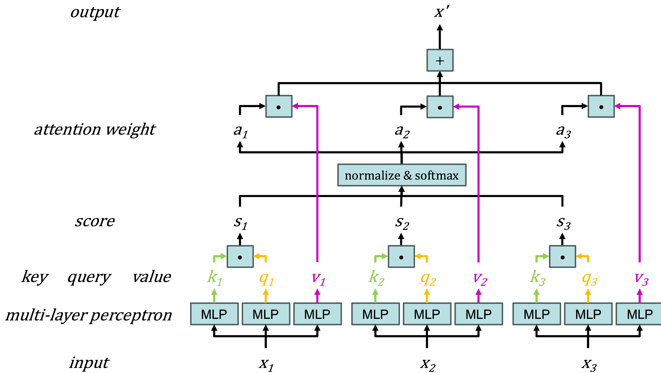 output x'
+
· · ·
attention weight a1 a2 a3
normalize & softmax
score s1 s2 s3
· · ·
key query value k1 q1 v1 k2 q2 v2 k3 q3 v3
multi-layer perceptron MLP MLP MLP MLP MLP MLP MLP MLP MLP
input x1 x2 x3